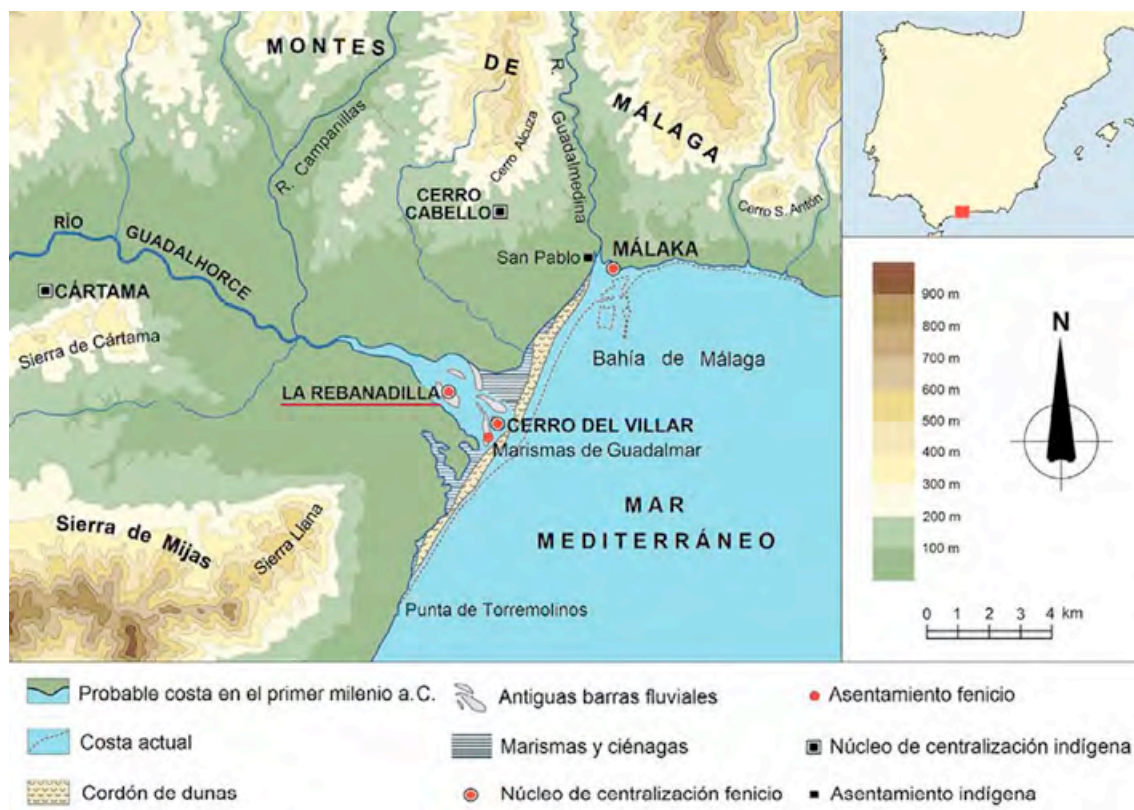 MONTES
DE
MÁLAGA
R. Campanillas
Cerro Alcuza
R. Guadalmedina
CERRO
CABELLO
Cerro S. Antón
RÍO
GUADALHORCE
San Pablo
MÁLAKA
CÁRTAMA
Sierra de Cártama
Bahía de Málaga
LA REBANADILLA
CERRO DEL VILLAR
Marismas de Guadalmar
MAR
MEDITERRÁNEO
Sierra de Mijas
Sierra Llana
Punta de Torremolinos
900 m
800 m
700 m
600 m
500 m
400 m
300 m
200 m
100 m
N
0 1 2 3 4 km
Probable costa en el primer milenio a.C.
Antiguas barras fluviales
Asentamiento fenicio
Costa actual
Marismas y ciénagas
Núcleo de centralización indígena
Cordón de dunas
Núcleo de centralización fenicio
Asentamiento indígena